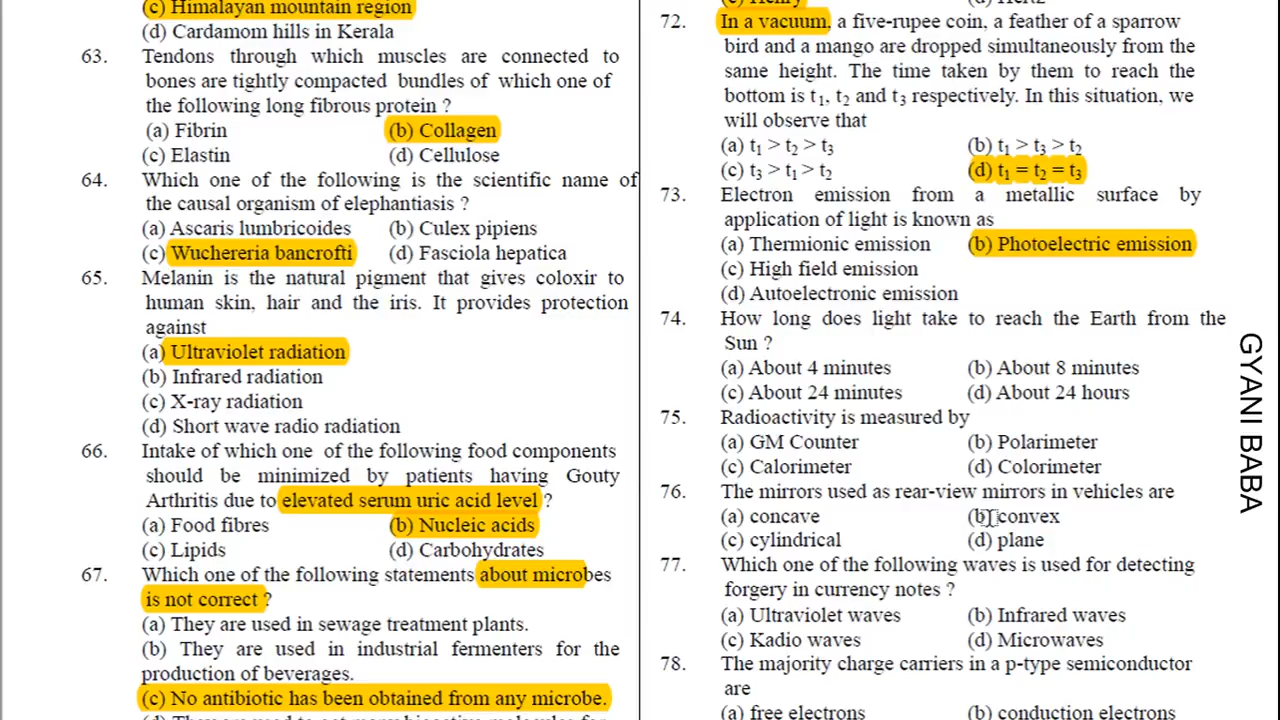 (c) Himalayan mountain region
(d) Cardamom hills in Kerala
63. Tendons through which muscles are connected to
bones are tightly compacted bundles of which one of
the following long fibrous protein ?
(a) Fibrin (b) Collagen
(c) Elastin (d) Cellulose
64. Which one of the following is the scientific name of
the causal organism of elephantiasis ?
(a) Ascaris lumbricoides (b) Culex pipiens
(c) Wuchereria bancrofti (d) Fasciola hepatica
65. Melanin is the natural pigment that gives coloxir to
human skin, hair and the iris. It provides protection
against
(a) Ultraviolet radiation
(b) Infrared radiation
(c) X-ray radiation
(d) Short wave radio radiation
66. Intake of which one of the following food components
should be minimized by patients having Gouty
Arthritis due to elevated serum uric acid level ?
(a) Food fibres (b) Nucleic acids
(c) Lipids (d) Carbohydrates
67. Which one of the following statements about microbes
is not correct ?
(a) They are used in sewage treatment plants.
(b) They are used in industrial fermenters for the
production of beverages.
(c) No antibiotic has been obtained from any microbe.
72. In a vacuum, a five-rupee coin, a feather of a sparrow
bird and a mango are dropped simultaneously from the
same height. The time taken by them to reach the
bottom is t1, t2 and t3 respectively. In this situation, we
will observe that
(a) t1 > t2 > t3 (b) t1 > t3 > t2
(c) t3 > t1 > t2 (d) t1 = t2 = t3
73. Electron emission from a metallic surface by
application of light is known as
(a) Thermionic emission (b) Photoelectric emission
(c) High field emission
(d) Autoelectronic emission
74. How long does light take to reach the Earth from the
Sun ?
(a) About 4 minutes (b) About 8 minutes
(c) About 24 minutes (d) About 24 hours
75. Radioactivity is measured by
(a) GM Counter (b) Polarimeter
(c) Calorimeter (d) Colorimeter
76. The mirrors used as rear-view mirrors in vehicles are
(a) concave (b) convex
(c) cylindrical (d) plane
77. Which one of the following waves is used for detecting
forgery in currency notes ?
(a) Ultraviolet waves (b) Infrared waves
(c) Kadio waves (d) Microwaves
78. The majority charge carriers in a p-type semiconductor
are
(a) free electrons (b) conduction electrons
GYANI BABA